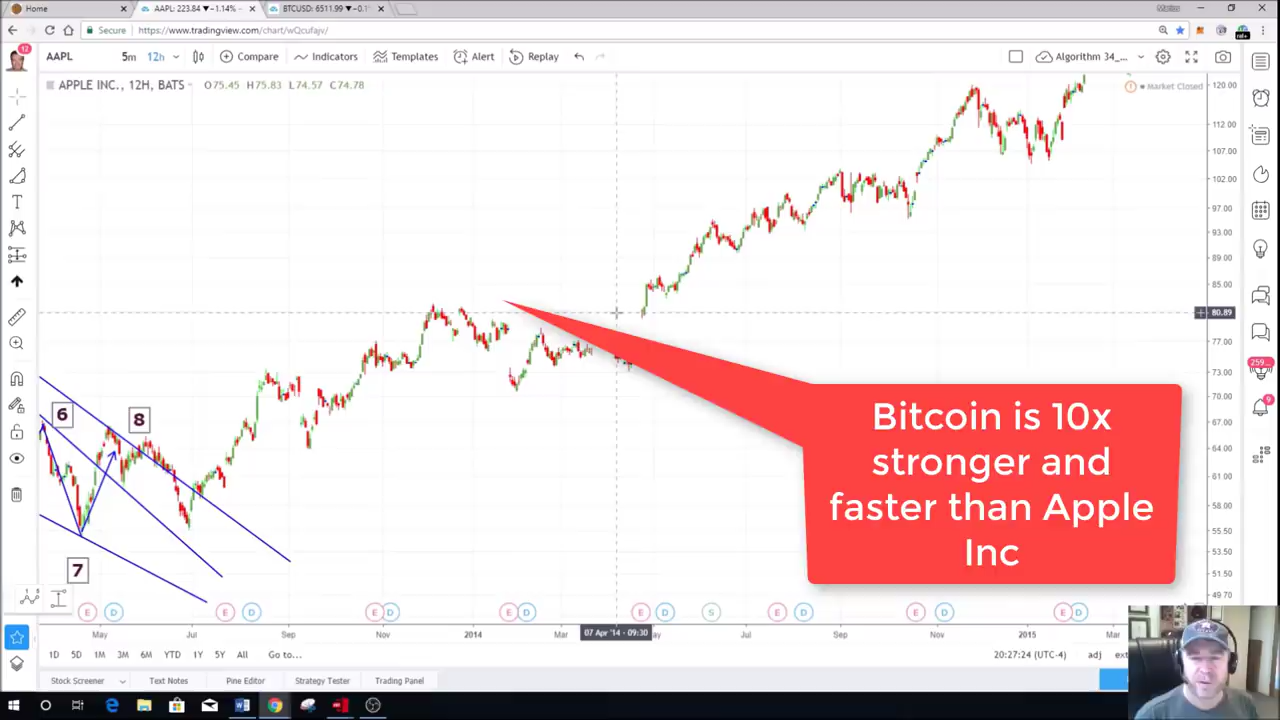 Home
AAPL: 223.84 ▼−1.14%
BTCUSD: 6511.99 ▼−0.1
Secure
https://www.tradingview.com/chart/wQcufajv/
12
AAPL 5m 12h Compare Indicators Templates Alert Replay Algorithm 34_...
APPLE INC., 12H, BATS O75.45 H75.83 L74.57 C74.78
Market Closed
120.00
112.00
107.00
102.00
97.00
93.00
89.00
85.00
80.89
77.00
73.00
70.00
67.00
64.00
61.00
55.50
53.50
51.50
49.70
259...
9
6
8
7
Bitcoin is 10x
stronger and
faster than Apple
Inc
E D E D E D E D E D S E D E D E D
May Jul Sep Nov 2014 Mar 07 Apr '14 - 09:30 Jul Sep Nov 2015 Mar
1D 5D 1M 3M 6M YTD 1Y 5Y All Go to... 20:27:24 (UTC-4) adj
Stock Screener Text Notes Pine Editor Strategy Tester Trading Panel